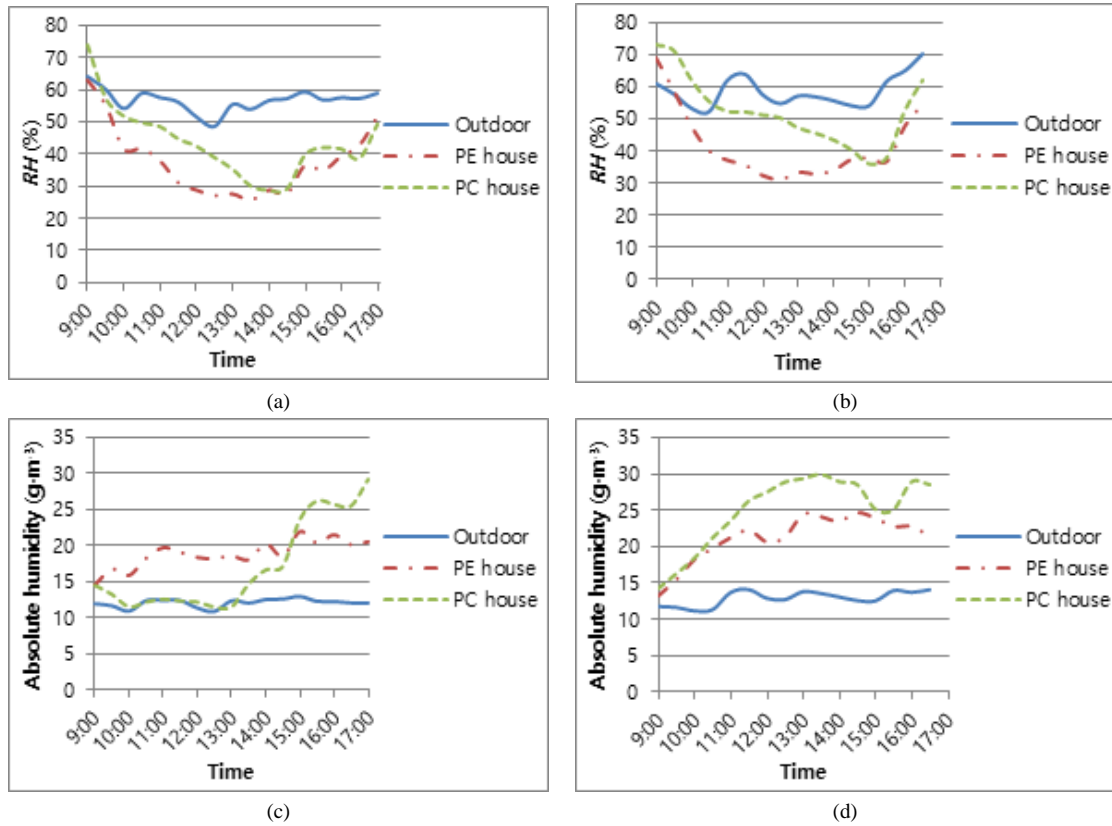 80
70
60
50
40
30
20
10
0
RH (%)
9:00
10:00
11:00
12:00
13:00
14:00
15:00
16:00
17:00
Time
Outdoor
PE house
PC house
(a)
80
70
60
50
40
30
20
10
0
RH (%)
9:00
10:00
11:00
12:00
13:00
14:00
15:00
16:00
17:00
Time
Outdoor
PE house
PC house
(b)
35
30
25
20
15
10
5
0
Absolute humidity (g·m⁻³)
9:00
10:00
11:00
12:00
13:00
14:00
15:00
16:00
17:00
Time
Outdoor
PE house
PC house
(c)
35
30
25
20
15
10
5
0
Absolute humidity (g·m⁻³)
9:00
10:00
11:00
12:00
13:00
14:00
15:00
16:00
17:00
Time
Outdoor
PE house
PC house
(d)